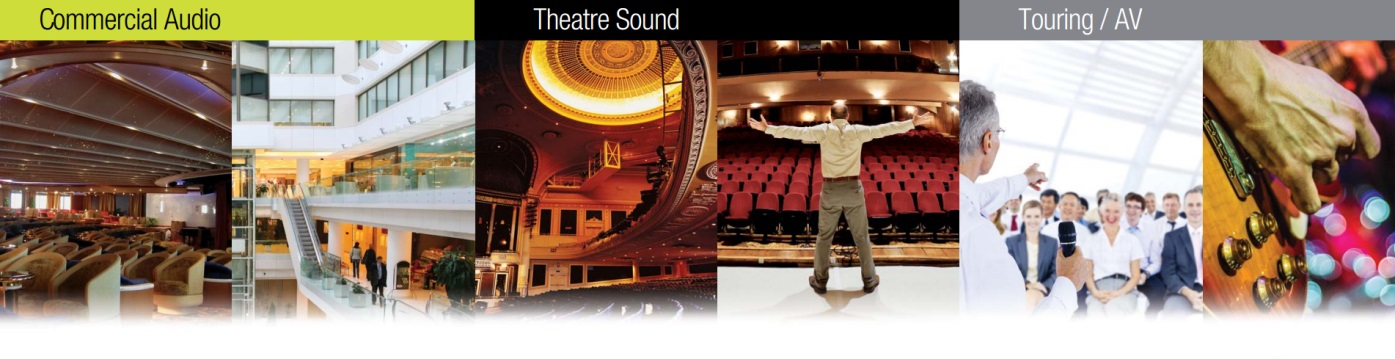 Commercial Audio
Theatre Sound
Touring / AV